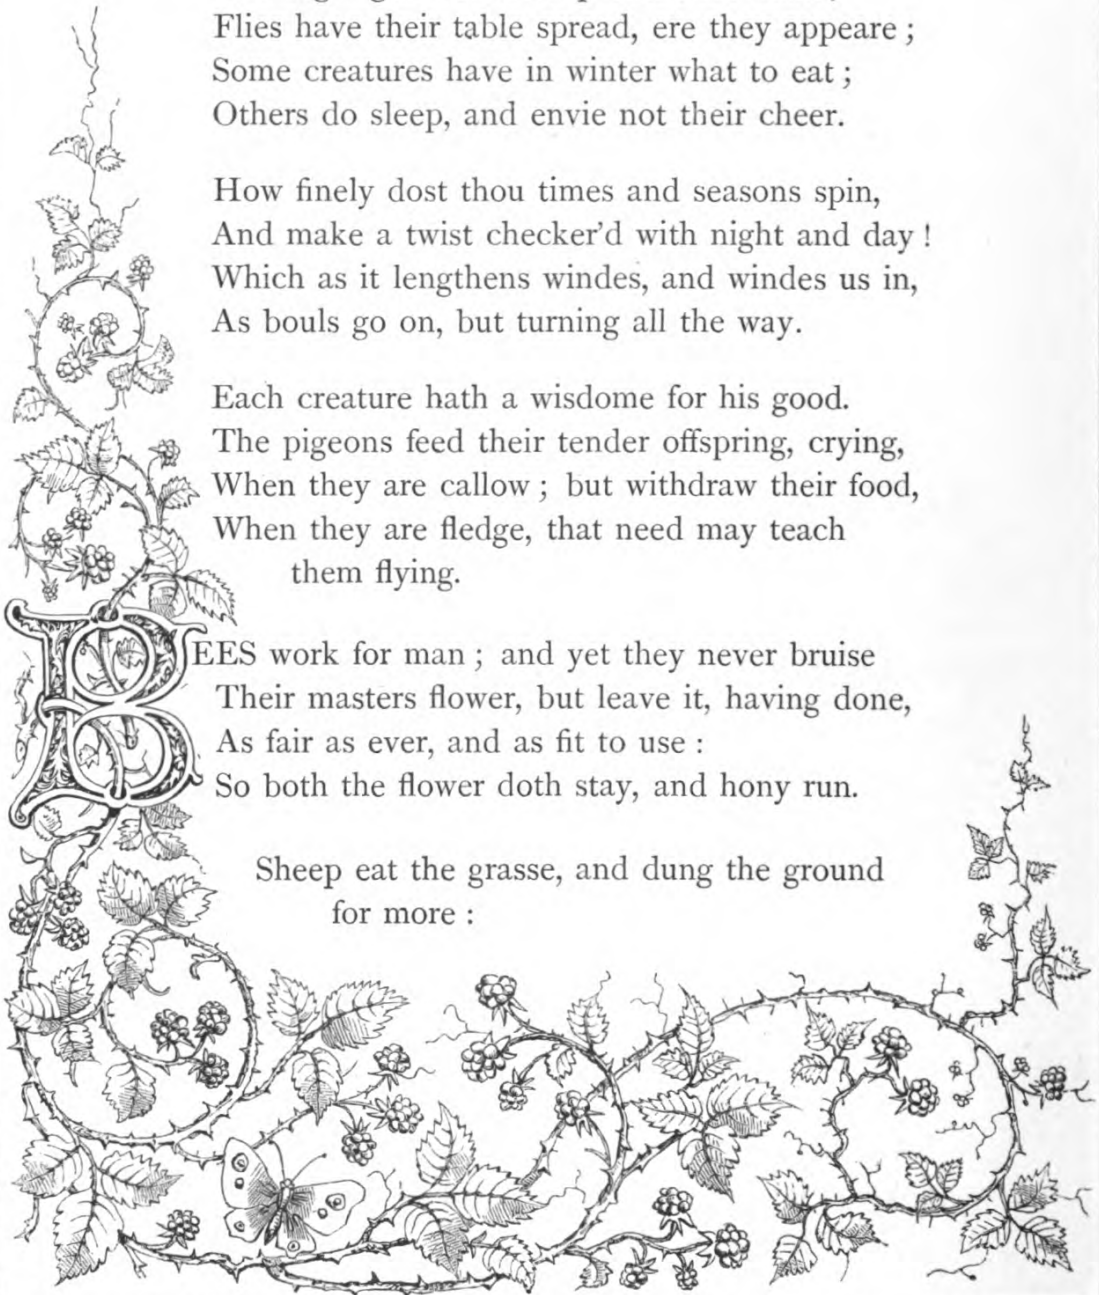 Flies have their table spread, ere they appeare ;
Some creatures have in winter what to eat ;
Others do sleep, and envie not their cheer.
How finely dost thou times and seasons spin,
And make a twist checker'd with night and day !
Which as it lengthens windes, and windes us in,
As bouls go on, but turning all the way.
Each creature hath a wisdome for his good.
The pigeons feed their tender offspring, crying,
When they are callow ; but withdraw their food,
When they are fledge, that need may teach
them flying.
BEES work for man ; and yet they never bruise
Their masters flower, but leave it, having done,
As fair as ever, and as fit to use :
So both the flower doth stay, and hony run.
Sheep eat the grasse, and dung the ground
for more :